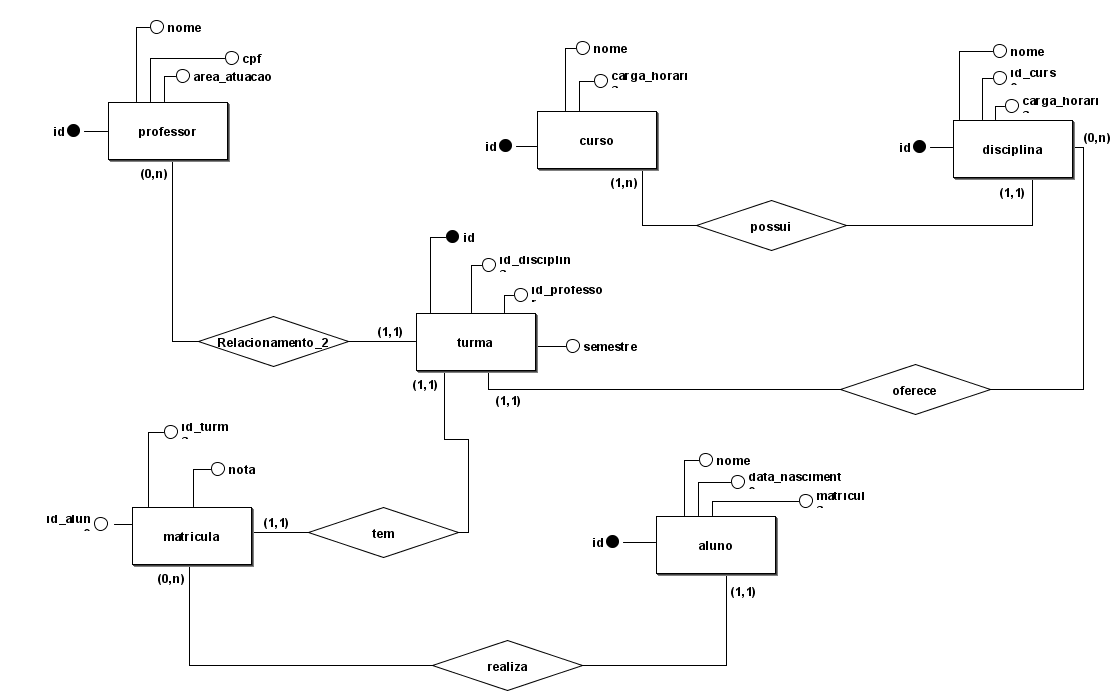 nome
cpf
area_atuacao
id
professor
(0,n)
nome
carga_horari
id
curso
(1,n)
nome
id_curs
carga_horari
(0,n)
id
disciplina
(1,1)
possui
id
id_disciplin
id_professo
(1,1)
turma
semestre
Relacionamento_2
(1,1)
(1,1)
oferece
id_turm
nota
id_alun
(1,1)
matricula
tem
(0,n)
nome
data_nasciment
matricul
id
aluno
(1,1)
realiza